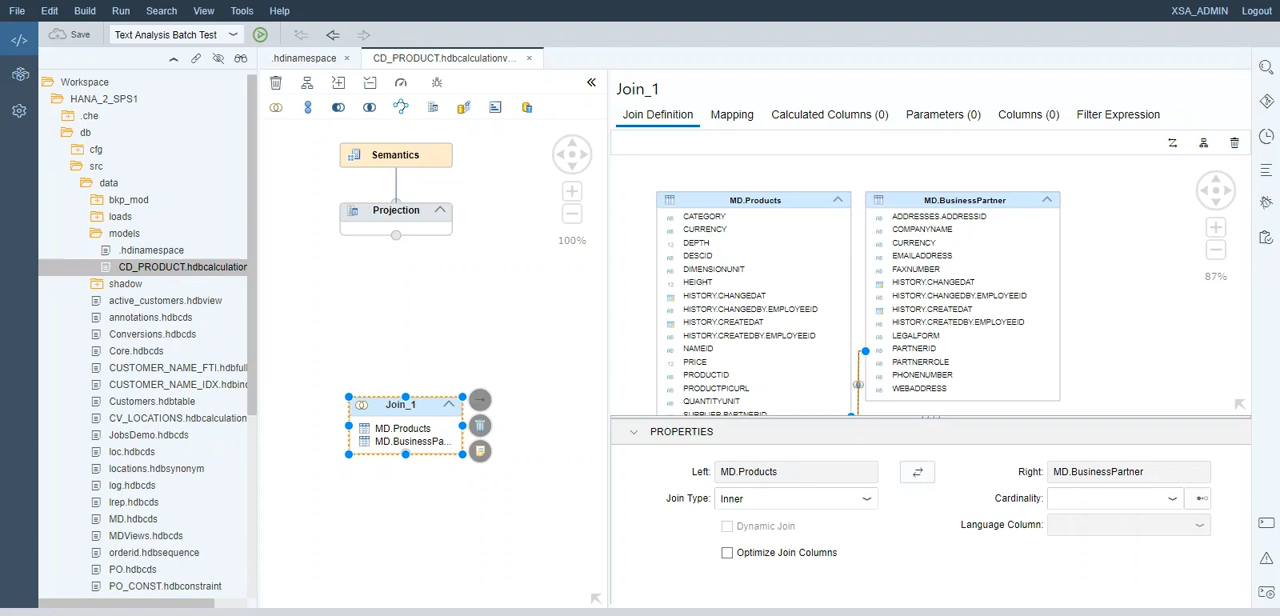 File Edit Build Run Search View Tools Help XSA_ADMIN Logout
</> Save Text Analysis Batch Test
.hdinamespace × CD_PRODUCT.hdbcalculationv... ×
Workspace
HANA_2_SPS1
.che
db
cfg
src
data
bkp_mod
loads
models
.hdinamespace
CD_PRODUCT.hdbcalculation
shadow
active_customers.hdbview
annotations.hdbcds
Conversions.hdbcds
Core.hdbcds
CUSTOMER_NAME_FTI.hdbfull
CUSTOMER_NAME_IDX.hdbind
Customers.hdbtable
CV_LOCATIONS.hdbcalculation
JobsDemo.hdbcds
loc.hdbcds
locations.hdbsynonym
log.hdbcds
lrep.hdbcds
MD.hdbcds
MDViews.hdbcds
orderid.hdbsequence
PO.hdbcds
PO_CONST.hdbconstraint
Semantics
Projection
100%
Join_1
MD.Products
MD.BusinessPa...
Join_1
Join Definition Mapping Calculated Columns (0) Parameters (0) Columns (0) Filter Expression
MD.Products
CATEGORY
CURRENCY
DEPTH
DESCID
DIMENSIONUNIT
HEIGHT
HISTORY.CHANGEDAT
HISTORY.CHANGEDBY.EMPLOYEEID
HISTORY.CREATEDAT
HISTORY.CREATEDBY.EMPLOYEEID
NAMEID
PRICE
PRODUCTID
PRODUCTPICURL
QUANTITYUNIT
SUPPLIER.PARTNERID
MD.BusinessPartner
ADDRESSES.ADDRESSID
COMPANYNAME
CURRENCY
EMAILADDRESS
FAXNUMBER
HISTORY.CHANGEDAT
HISTORY.CHANGEDBY.EMPLOYEEID
HISTORY.CREATEDAT
HISTORY.CREATEDBY.EMPLOYEEID
LEGALFORM
PARTNERID
PARTNERROLE
PHONENUMBER
WEBADDRESS
87%
PROPERTIES
Left: MD.Products Right: MD.BusinessPartner
Join Type: Inner Cardinality:
Dynamic Join Language Column:
Optimize Join Columns